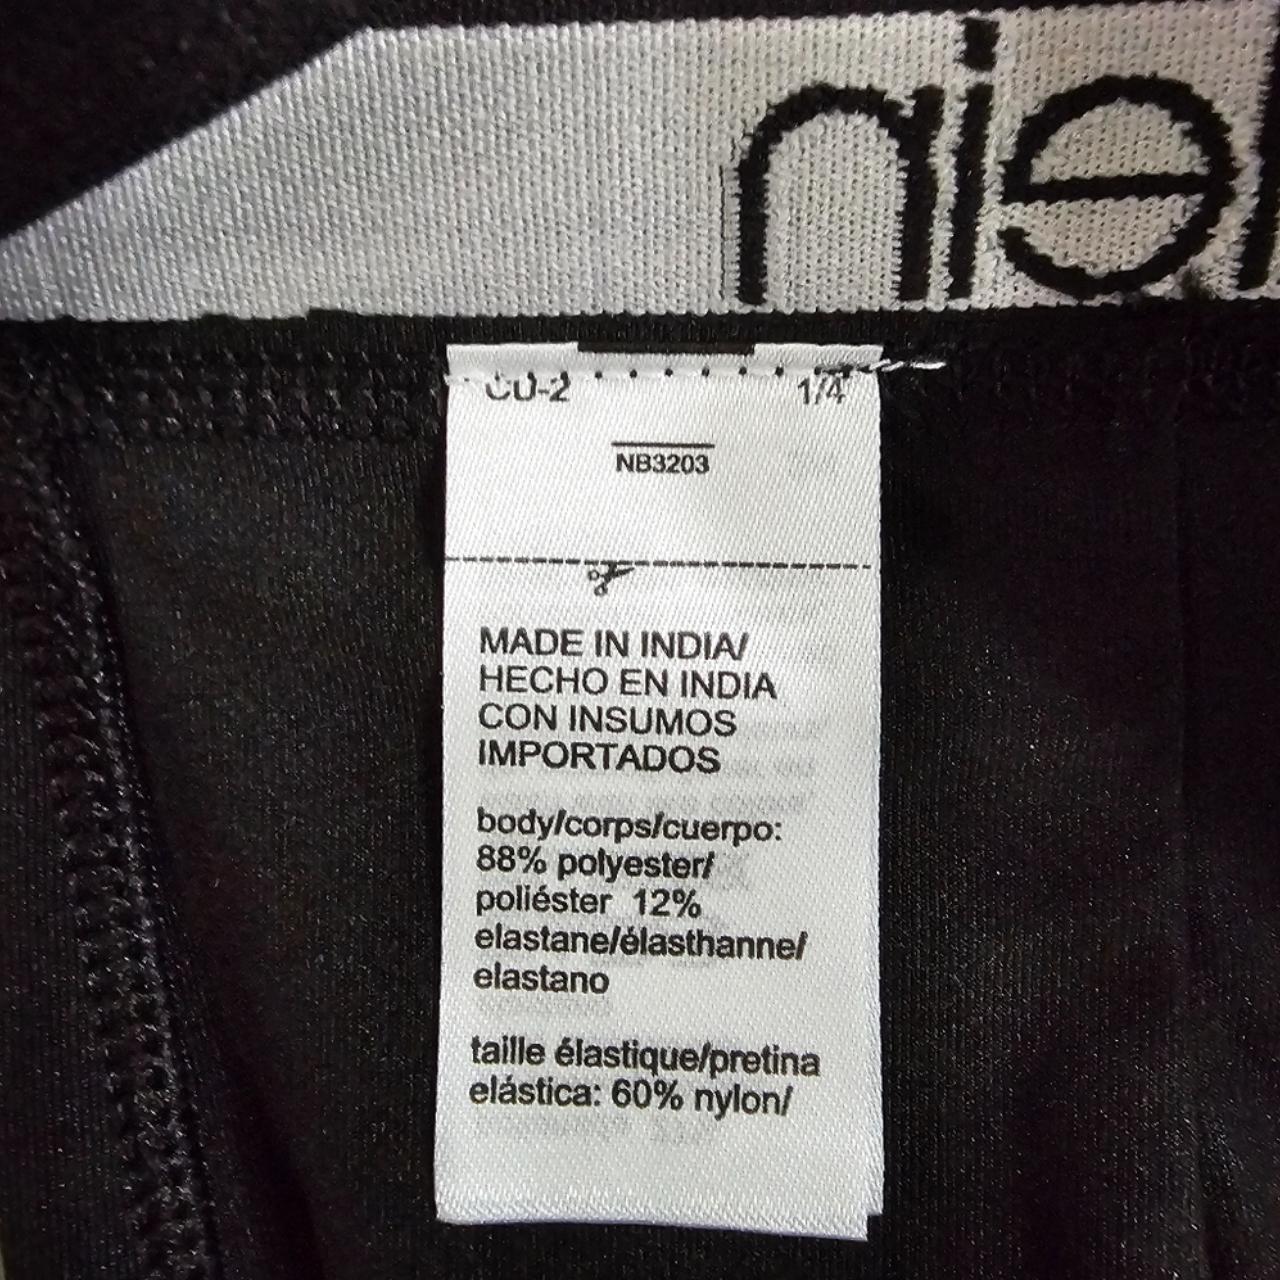 CU-2 1/4
NB3203
MADE IN INDIA/
HECHO EN INDIA
CON INSUMOS
IMPORTADOS
body/corps/cuerpo:
88% polyester/
poliéster 12%
elastane/élasthanne/
elastano
taille élastique/pretina
elástica: 60% nylon/